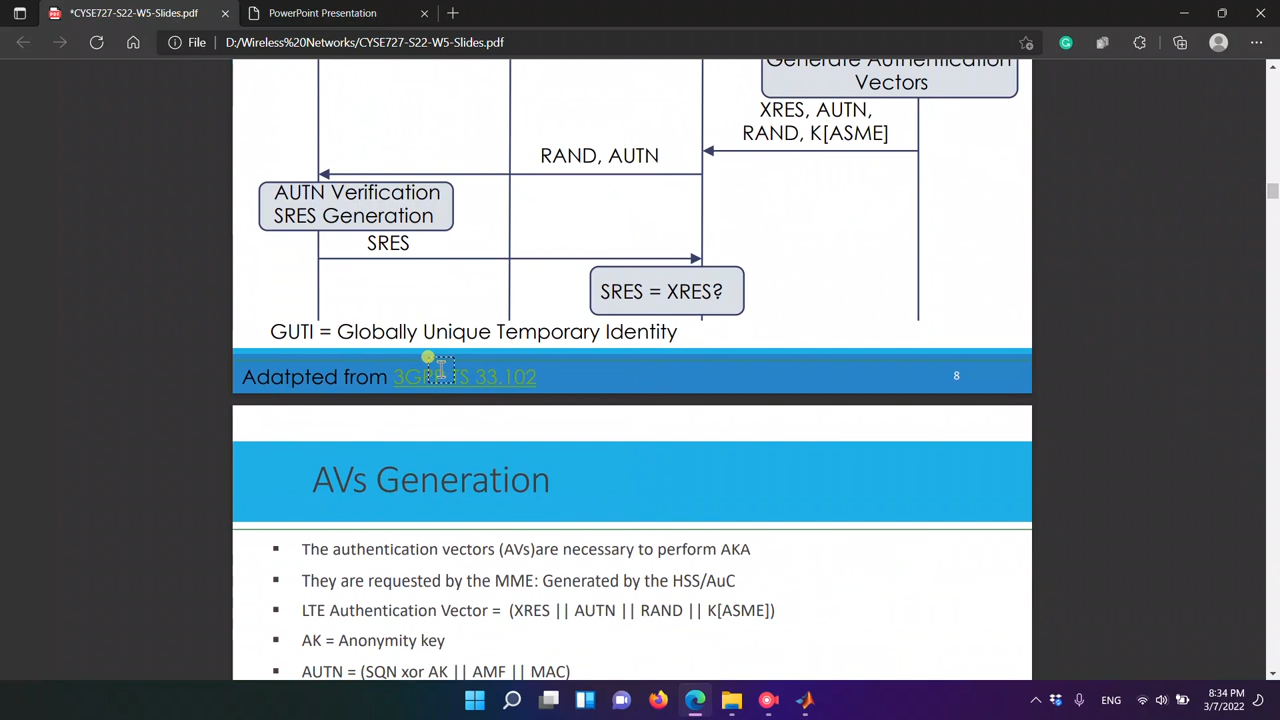 *CYSE727-S22-W5-Slides.pdf
PowerPoint Presentation
File
D:/Wireless%20Networks/CYSE727-S22-W5-Slides.pdf
Generate Authentication
Vectors
XRES, AUTN,
RAND, K[ASME]
RAND, AUTN
AUTN Verification
SRES Generation
SRES
SRES = XRES?
GUTI = Globally Unique Temporary Identity
Adatpted from 3GPP TS 33.102
8
AVs Generation
▪ The authentication vectors (AVs)are necessary to perform AKA
▪ They are requested by the MME: Generated by the HSS/AuC
▪ LTE Authentication Vector = (XRES || AUTN || RAND || K[ASME])
▪ AK = Anonymity key
▪ AUTN = (SQN xor AK || AMF || MAC)
ENG
8:34 PM
3/7/2022